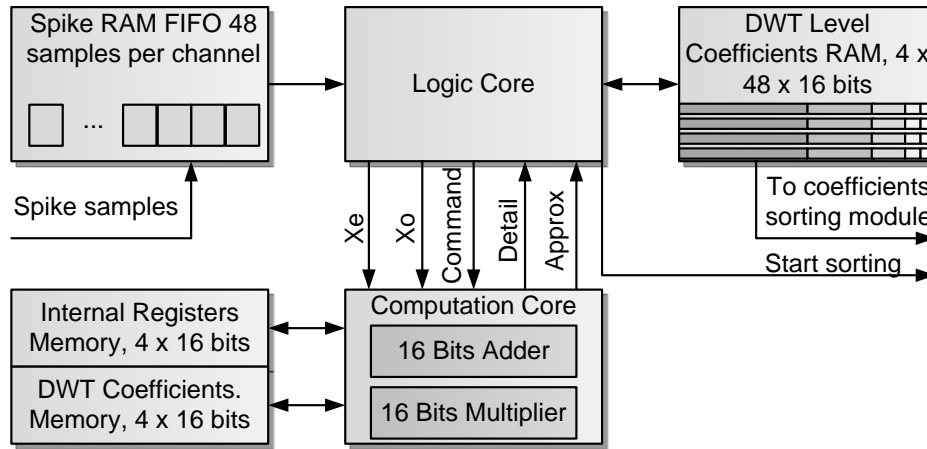 Spike RAM FIFO 48
samples per channel
...
Logic Core
DWT Level
Coefficients RAM, 4 x
48 x 16 bits
Spike samples
Xe
Xo
Command
Detail
Approx
To coefficients
sorting module
Start sorting
Internal Registers
Memory, 4 x 16 bits
DWT Coefficients.
Memory, 4 x 16 bits
Computation Core
16 Bits Adder
16 Bits Multiplier